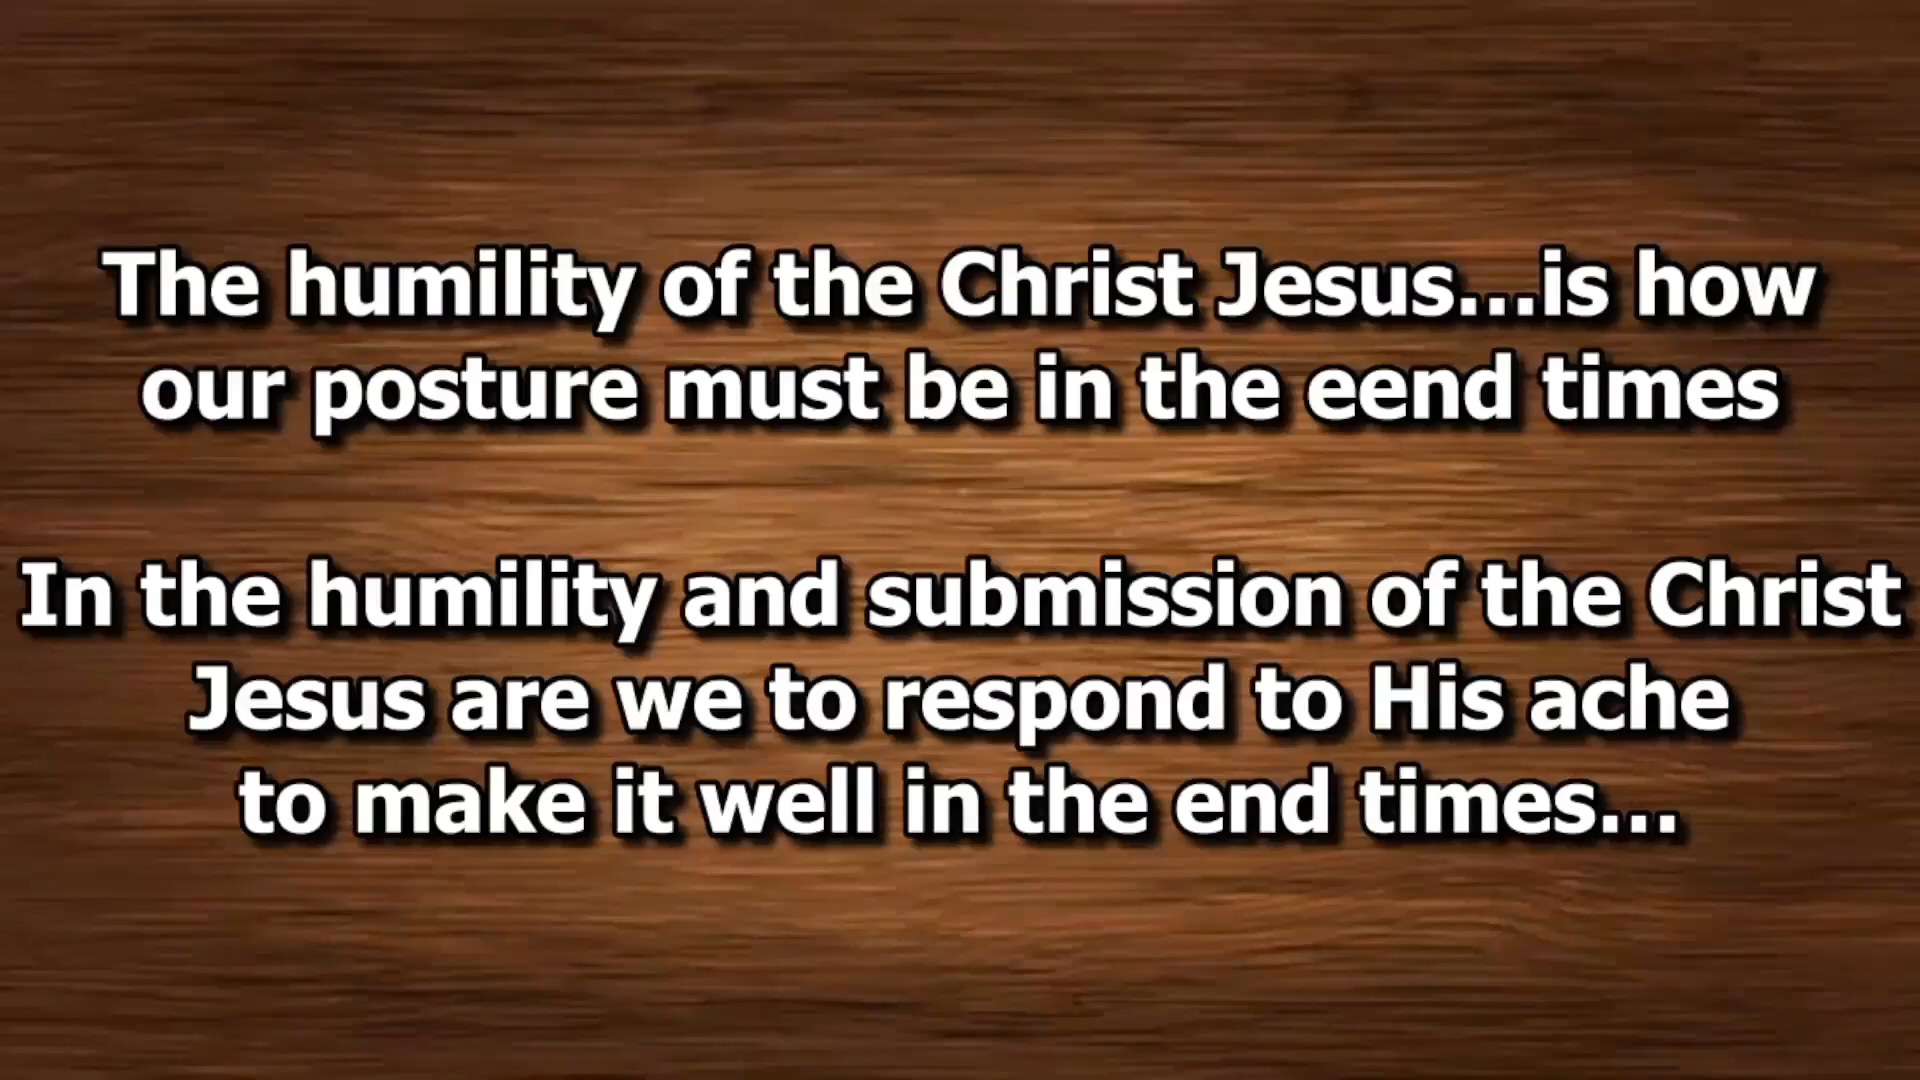 The humility of the Christ Jesus...is how
our posture must be in the eend times
In the humility and submission of the Christ
Jesus are we to respond to His ache
to make it well in the end times...